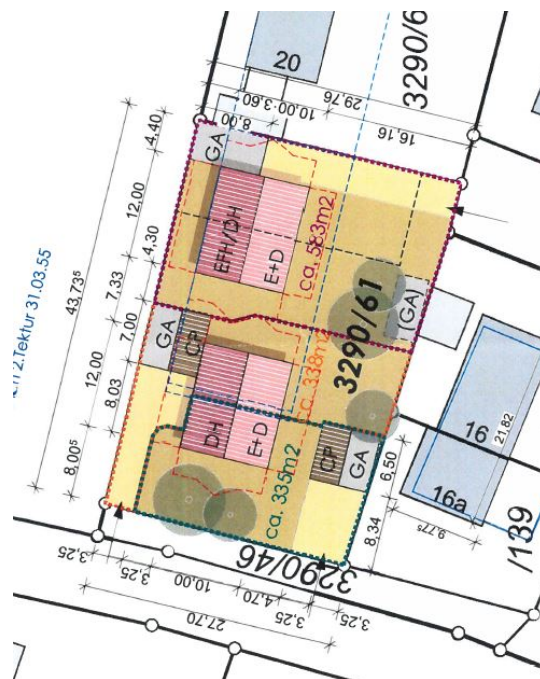 20
3290/6
29,76
10,00
3,60
8,00
16,16
4,40
GA
12,00
EFH/DH
E+D
ca. 583m2
4,30
2.Tektur 31.03.55
43,73⁵
7,33
(GA)
3290/61
7,00
GA
CP
ca. 338m2
12,00
8,03
DH
E+D
CP
GA
16
21,82
6,50
16a
8,00⁵
ca. 335m2
9,77⁵
8,34
/139
3290/46
3,25
3,25
10,00
4,70
3,25
3,25
27,70